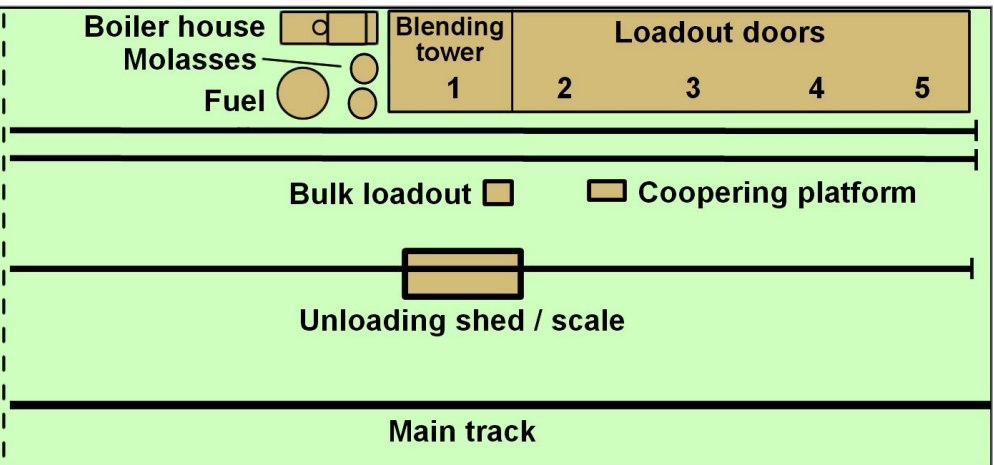 Boiler house
Molasses
Fuel
Blending
tower
1
Loadout doors
2 3 4 5
Bulk loadout
Coopering platform
Unloading shed / scale
Main track